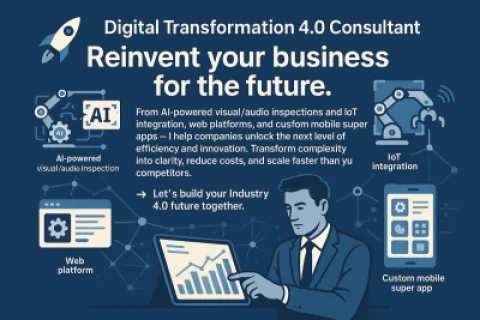 Digital Transformation 4.0 Consultant
Reinvent your business
for the future.
From AI-powered visual/audio inspections and IoT
integration, web platforms, and custom mobile super
apps — I help companies unlock the next level of
efficiency and innovation. Transform complexity
into clarity, reduce costs, and scale faster than yu
competitors.
→ Let's build your Industry
4.0 future together.
AI
AI
AI-powered
visual/audio inspection
IoT
integration
Web
platform
Custom mobile
super app